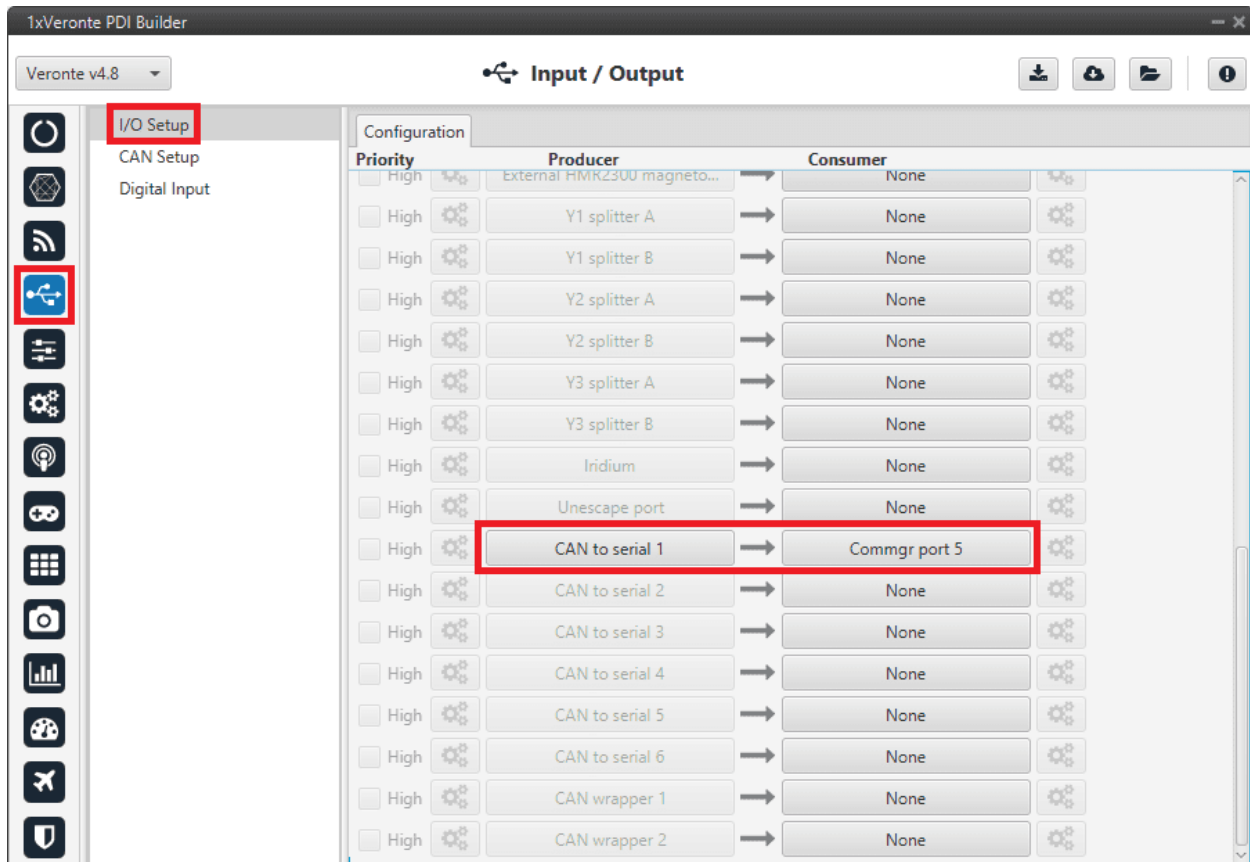 1xVeronte PDI Builder
Veronte v4.8
Input / Output
I/O Setup
CAN Setup
Digital Input
Configuration
Priority Producer Consumer
High External HMR2300 magneto... None
High Y1 splitter A None
High Y1 splitter B None
High Y2 splitter A None
High Y2 splitter B None
High Y3 splitter A None
High Y3 splitter B None
High Iridium None
High Unescape port None
High CAN to serial 1 Commgr port 5
High CAN to serial 2 None
High CAN to serial 3 None
High CAN to serial 4 None
High CAN to serial 5 None
High CAN to serial 6 None
High CAN wrapper 1 None
High CAN wrapper 2 None